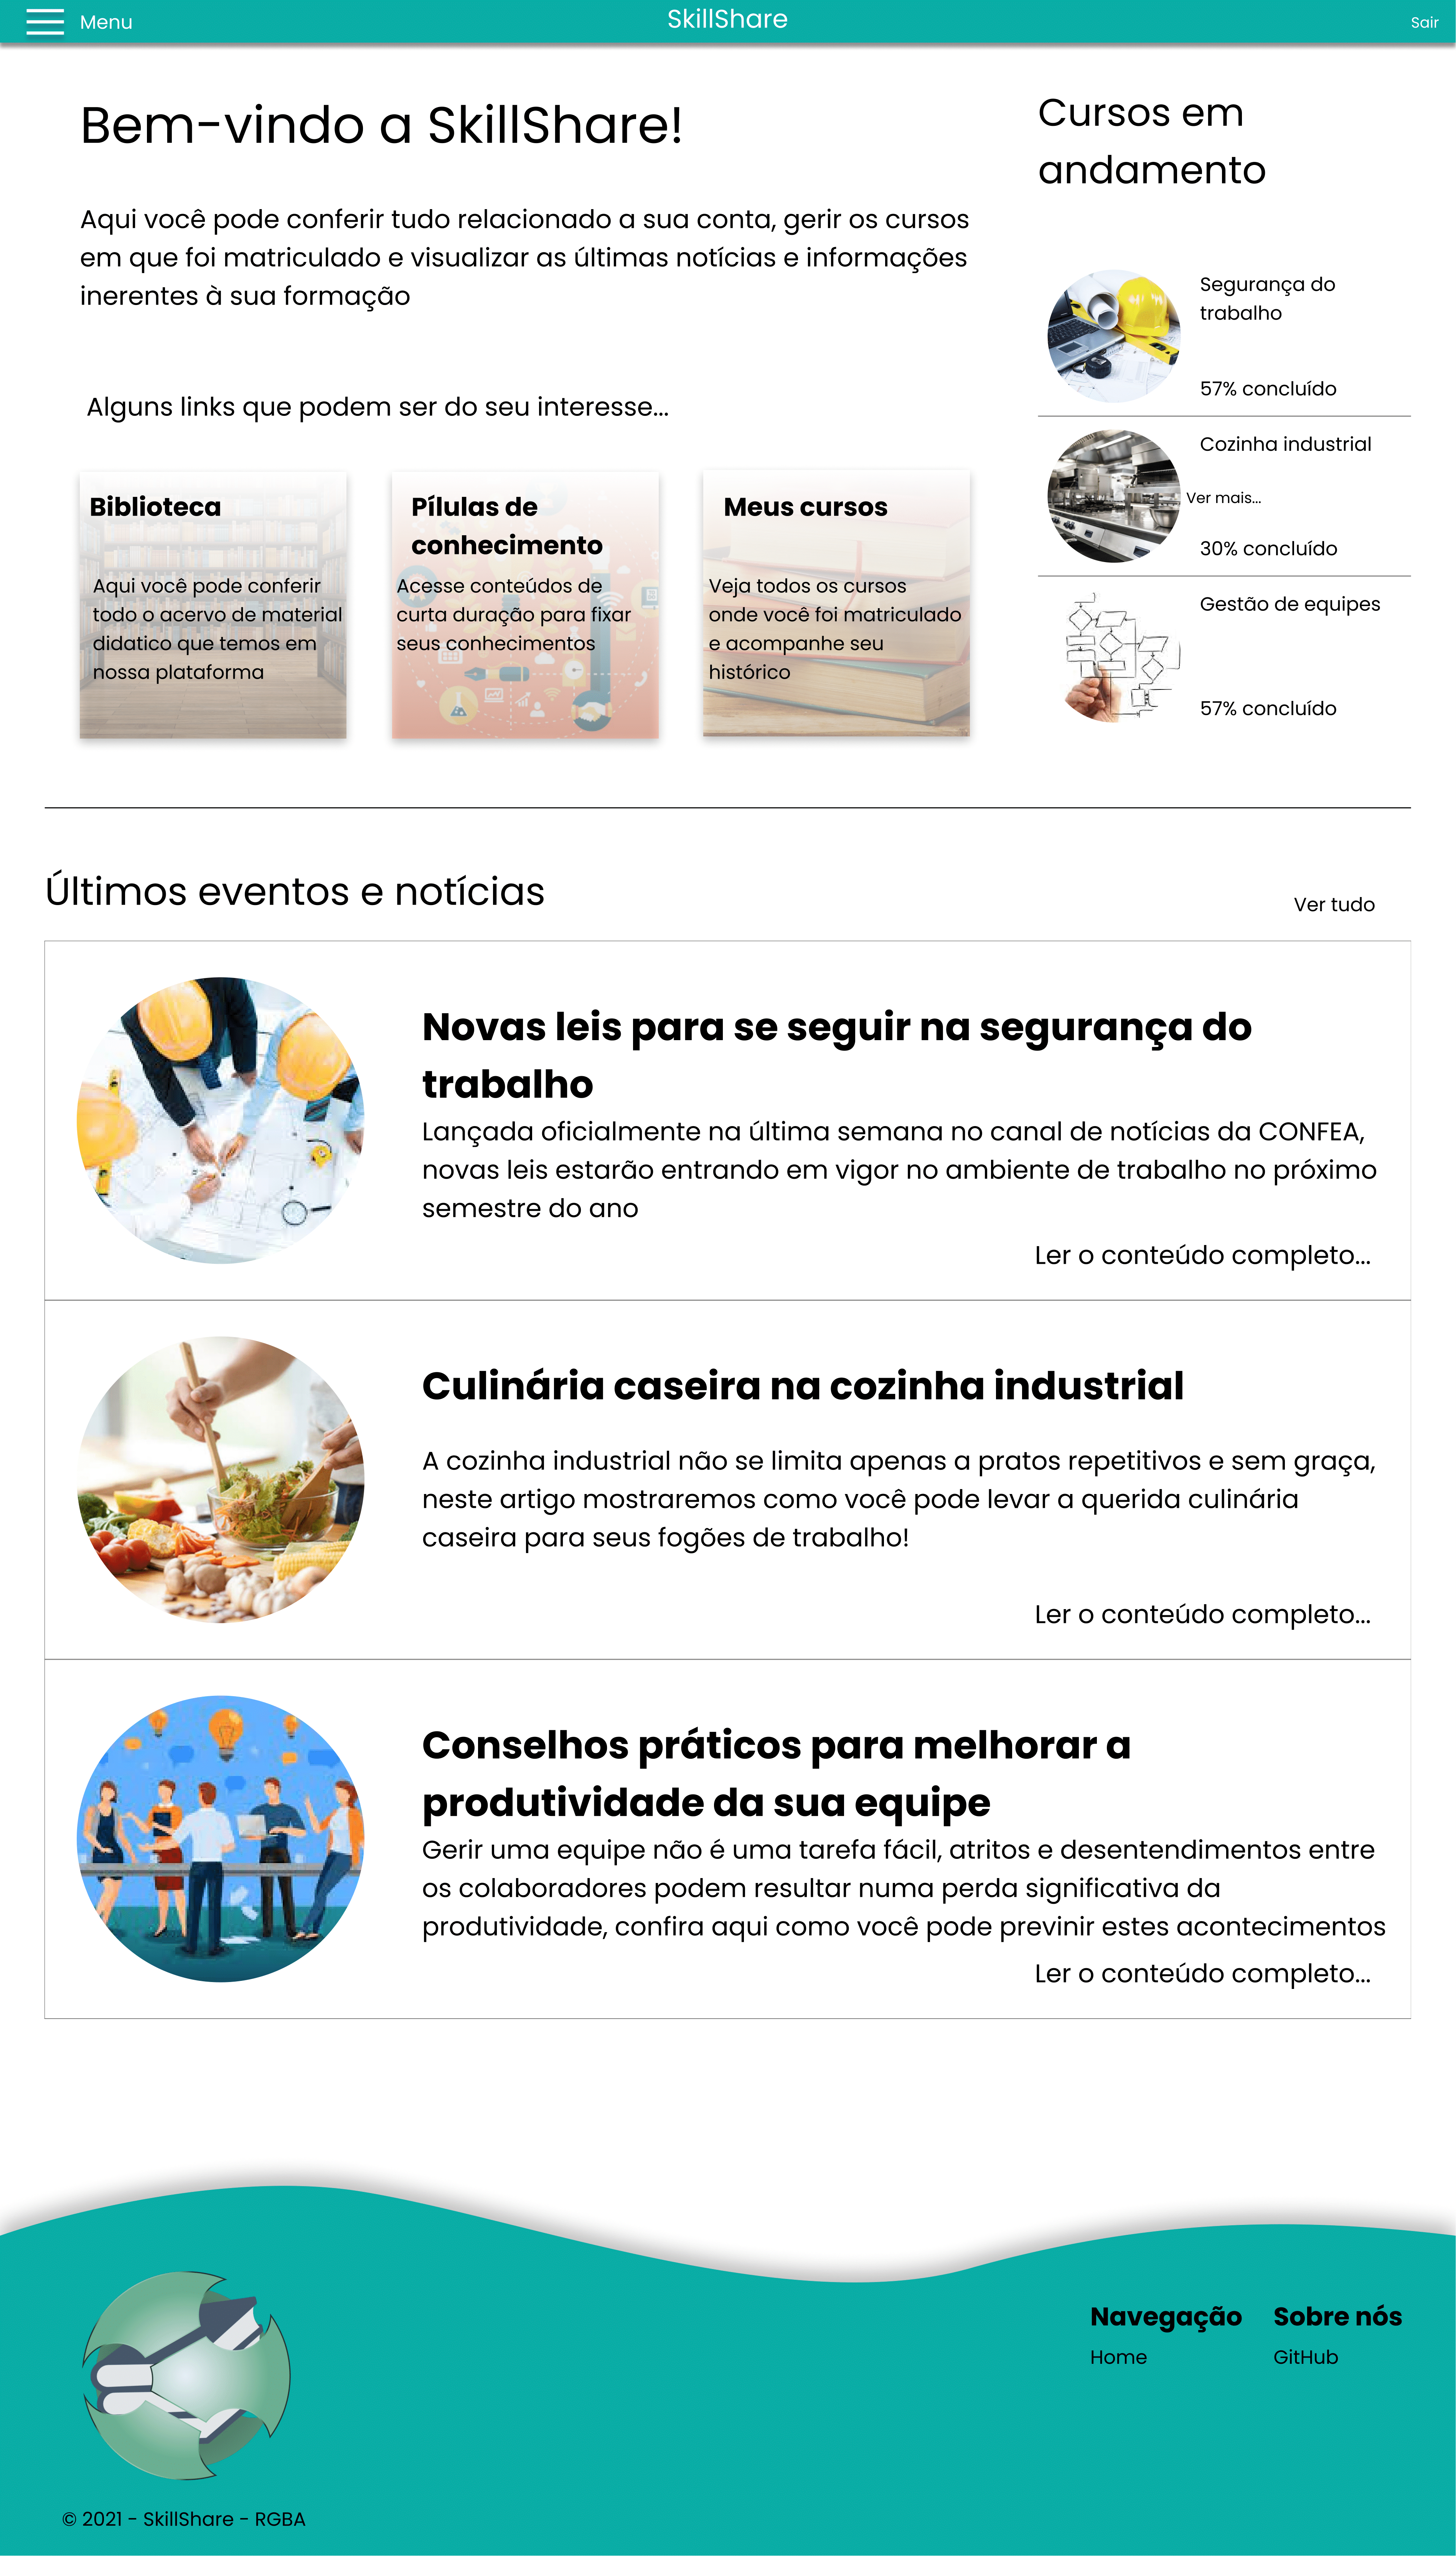 Menu
SkillShare
Sair
Bem-vindo a SkillShare!
Aqui você pode conferir tudo relacionado a sua conta, gerir os cursos
em que foi matriculado e visualizar as últimas notícias e informações
inerentes à sua formação
Alguns links que podem ser do seu interesse...
Biblioteca
Aqui você pode conferir
todo o acervo de material
didatico que temos em
nossa plataforma
Pílulas de
conhecimento
Acesse conteúdos de
curta duração para fixar
seus conhecimentos
Meus cursos
Veja todos os cursos
onde você foi matriculado
e acompanhe seu
histórico
Cursos em
andamento
Segurança do
trabalho
57% concluído
Cozinha industrial
Ver mais...
30% concluído
Gestão de equipes
57% concluído
Últimos eventos e notícias
Ver tudo
Novas leis para se seguir na segurança do
trabalho
Lançada oficialmente na última semana no canal de notícias da CONFEA,
novas leis estarão entrando em vigor no ambiente de trabalho no próximo
semestre do ano
Ler o conteúdo completo...
Culinária caseira na cozinha industrial
A cozinha industrial não se limita apenas a pratos repetitivos e sem graça,
neste artigo mostraremos como você pode levar a querida culinária
caseira para seus fogões de trabalho!
Ler o conteúdo completo...
Conselhos práticos para melhorar a
produtividade da sua equipe
Gerir uma equipe não é uma tarefa fácil, atritos e desentendimentos entre
os colaboradores podem resultar numa perda significativa da
produtividade, confira aqui como você pode previnir estes acontecimentos
Ler o conteúdo completo...
Navegação
Home
Sobre nós
GitHub
© 2021 - SkillShare - RGBA